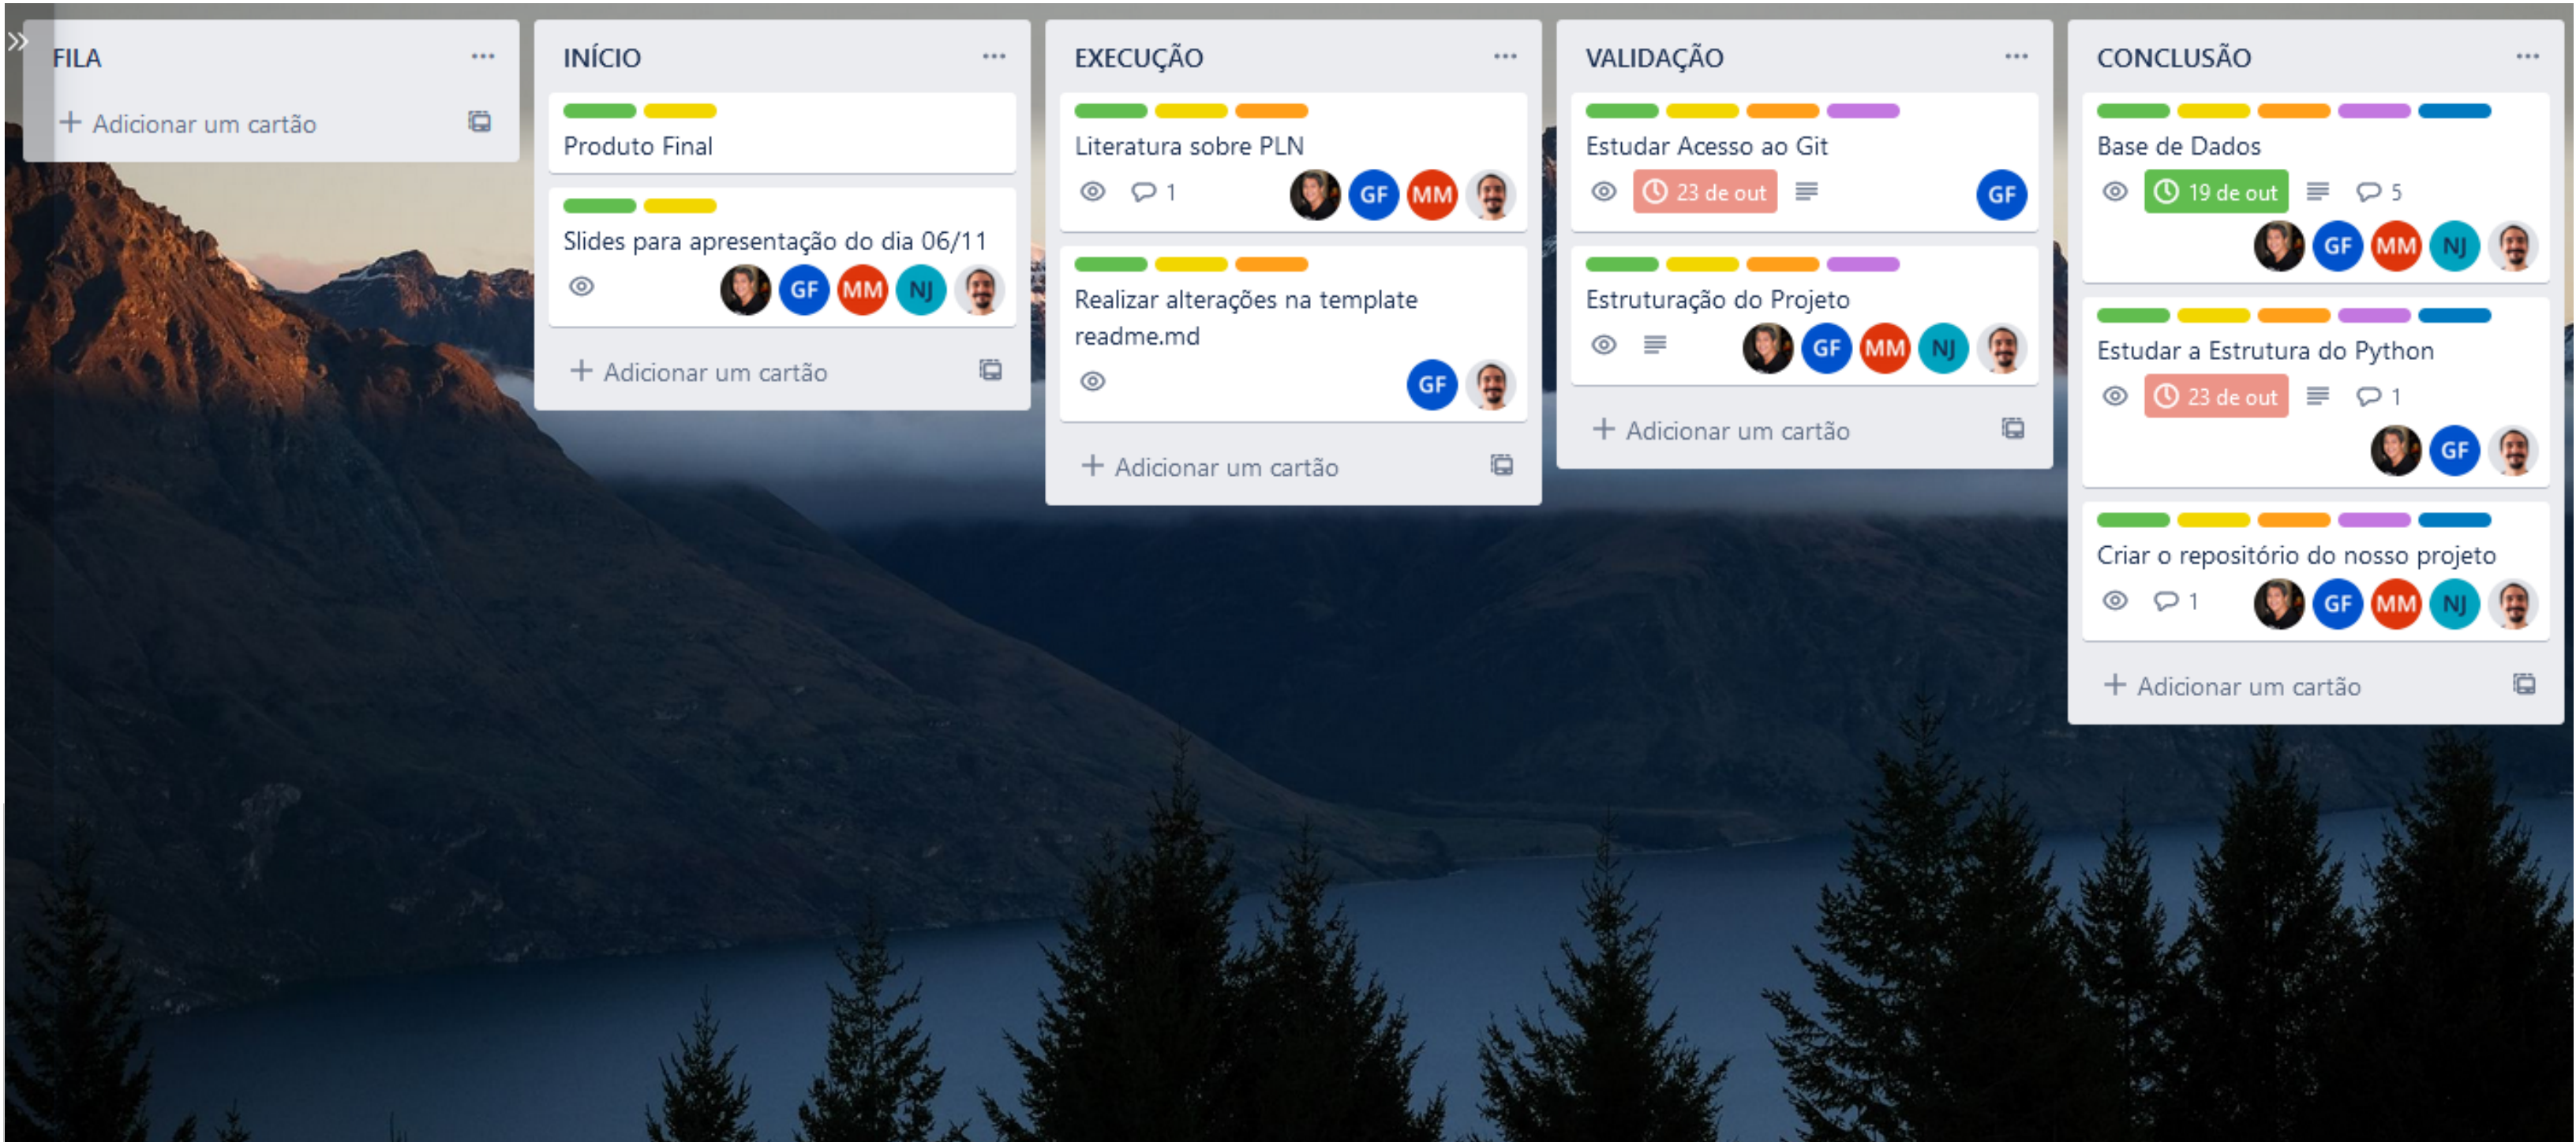 FILA
Adicionar um cartão
INÍCIO
Produto Final
Slides para apresentação do dia 06/11
GF MM NJ
Adicionar um cartão
EXECUÇÃO
Literatura sobre PLN
1 GF MM
Realizar alterações na template
readme.md
GF
Adicionar um cartão
VALIDAÇÃO
Estudar Acesso ao Git
23 de out GF
Estruturação do Projeto
GF MM NJ
Adicionar um cartão
CONCLUSÃO
Base de Dados
19 de out 5
GF MM NJ
Estudar a Estrutura do Python
23 de out 1
GF
Criar o repositório do nosso projeto
1 GF MM NJ
Adicionar um cartão